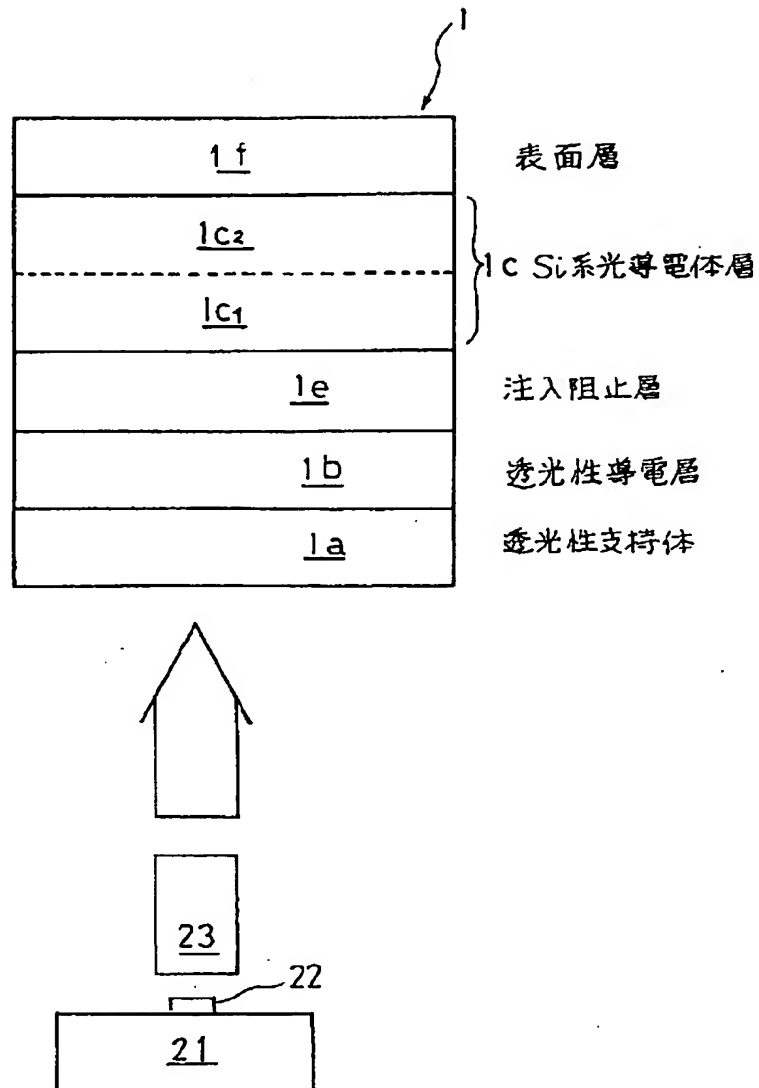 1
1f 表面層
1c₂
1c Si系光導電体層
1c₁
1e 注入阻止層
1b 透光性導電層
1a 透光性支持体
23
22
21